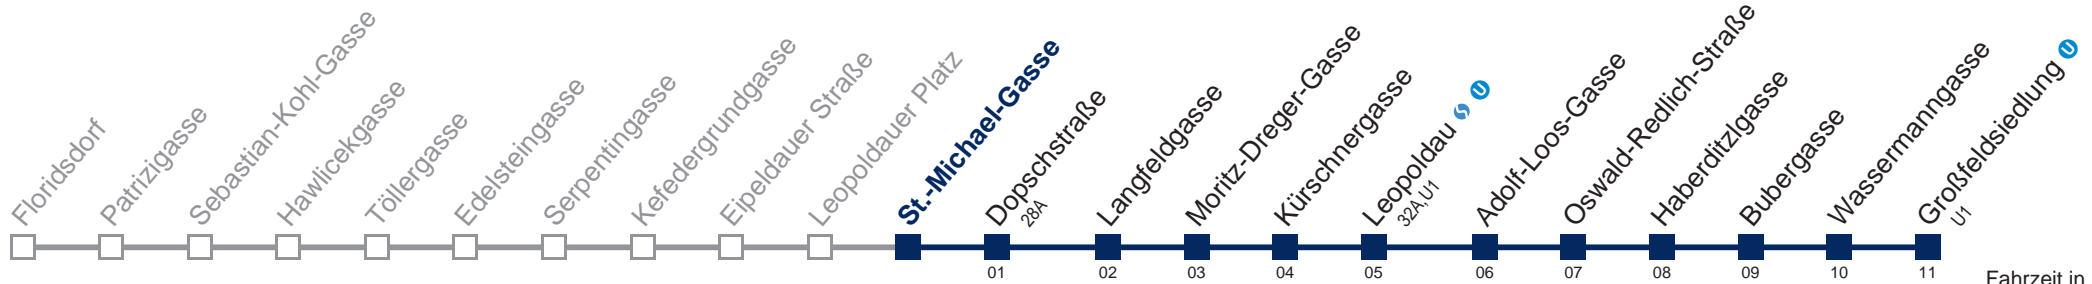 Floridsdorf
Patrizigasse
Sebastian-Kohl-Gasse
Hawlicekgasse
Töllergasse
Edelsteingasse
Serpentingasse
Kefedergrundgasse
Eipeldauer Straße
Leopoldauer Platz
St.-Michael-Gasse
Dopschstraße
28A
Langfeldgasse
Moritz-Dreger-Gasse
Kürschnergasse
Leopoldau S U
32A,U1
Adolf-Loos-Gasse
Oswald-Redlich-Straße
Haberditzlgasse
Bubergasse
Wassermanngasse
Großfeldsiedlung U
U1
01 02 03 04 05 06 07 08 09 10 11
Fahrzeit in